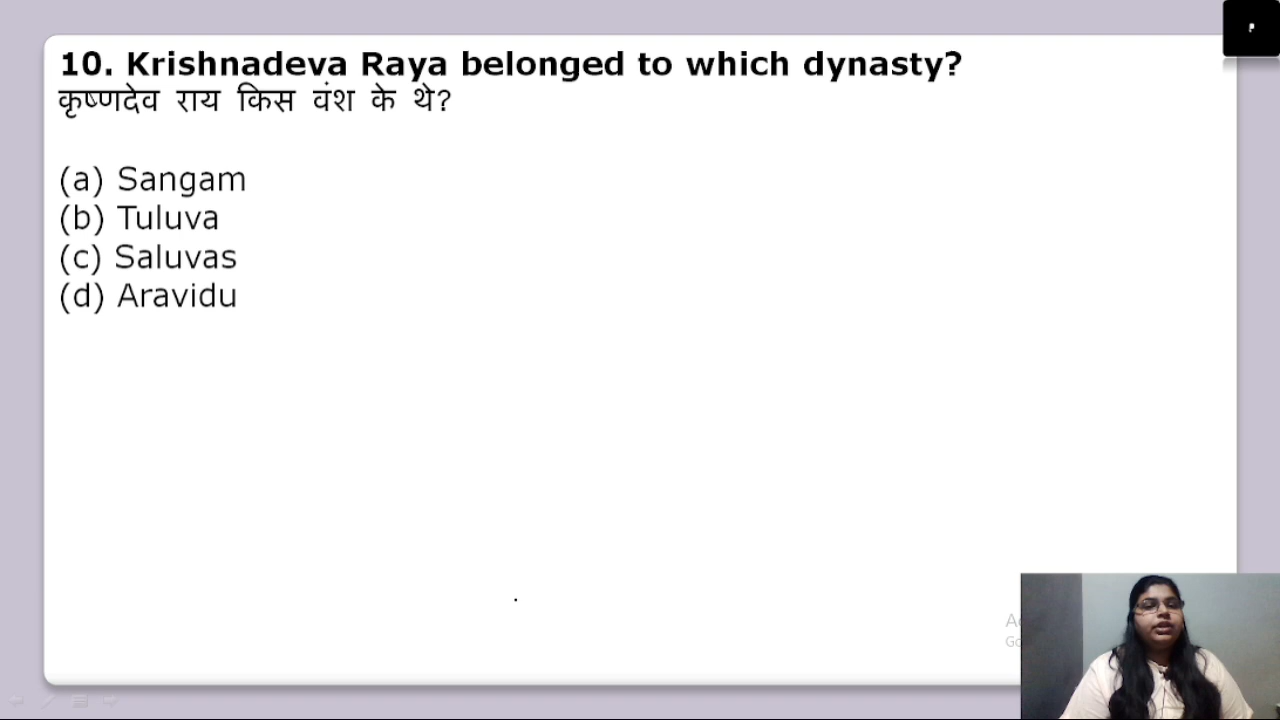 10. Krishnadeva Raya belonged to which dynasty?
कृष्णदेव राय किस वंश के थे?
(a) Sangam
(b) Tuluva
(c) Saluvas
(d) Aravidu